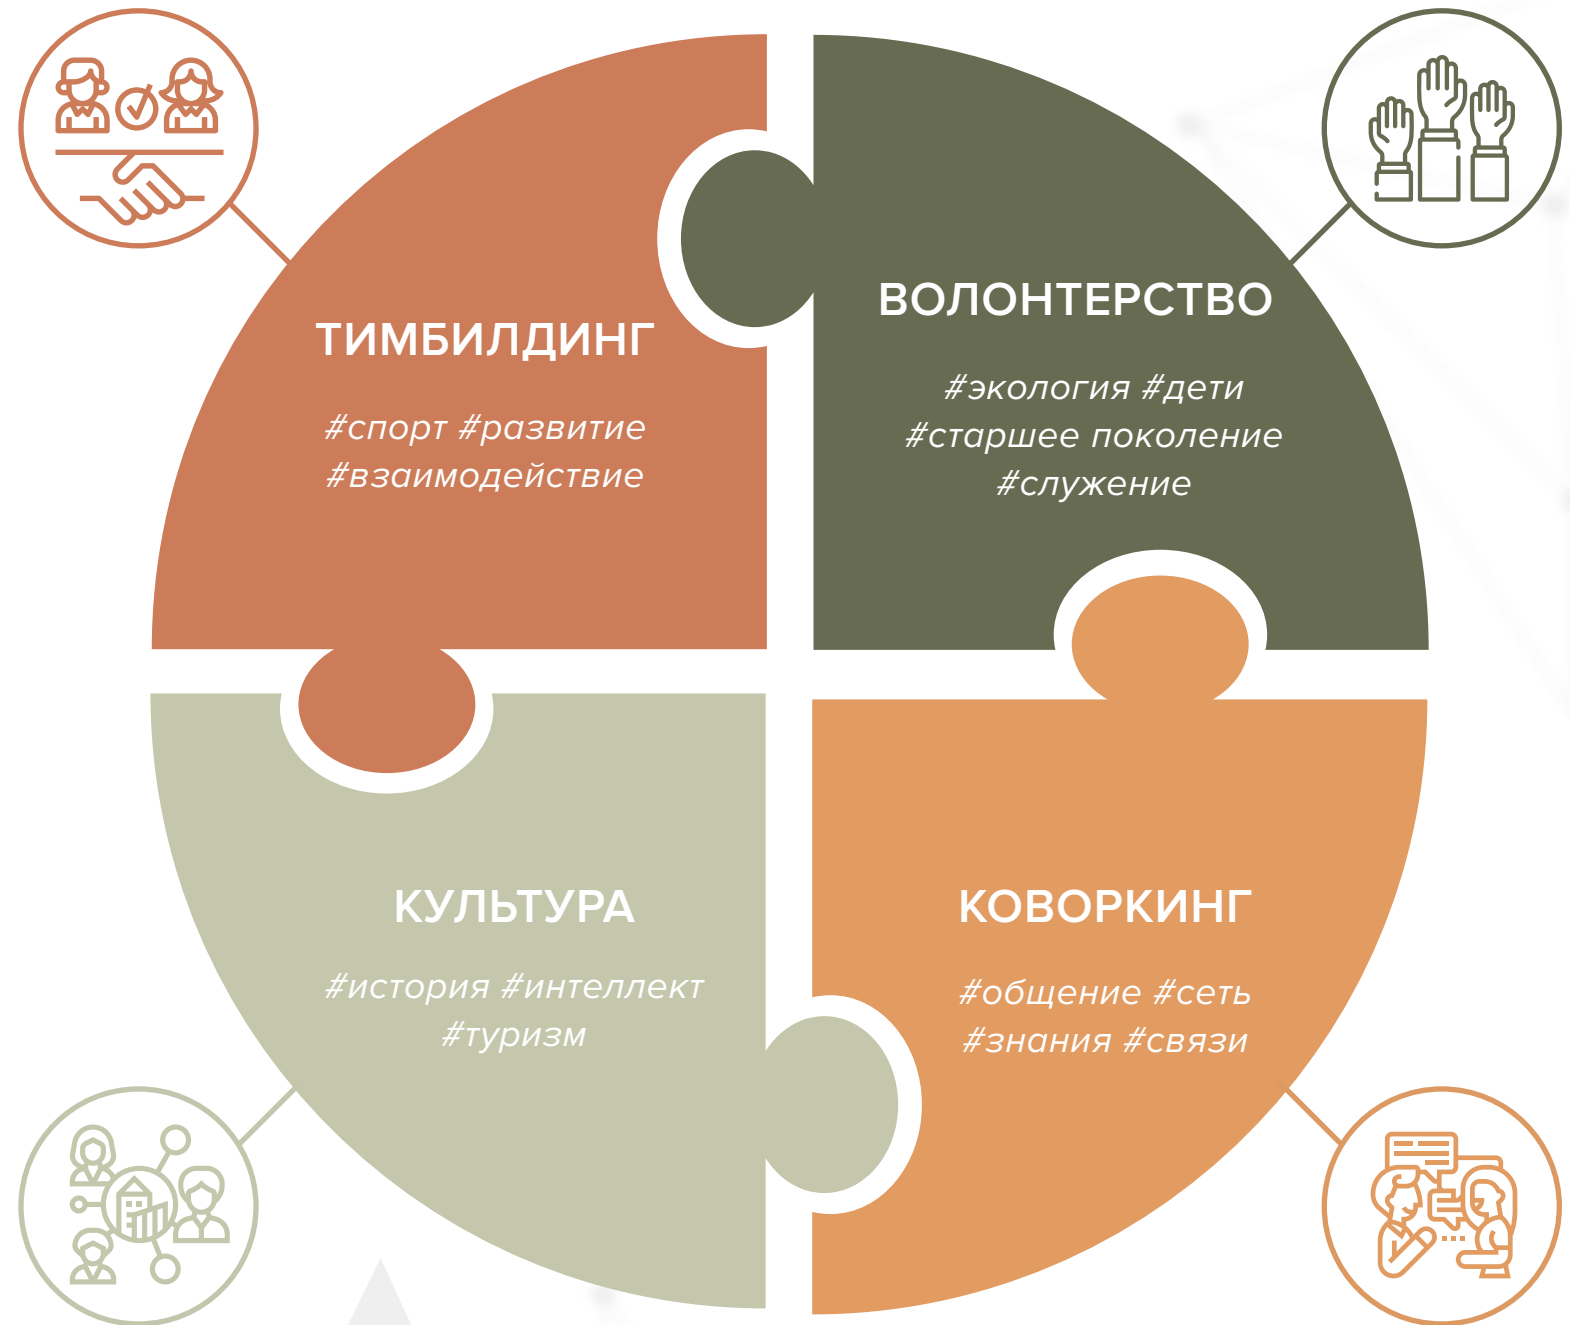 ТИМБИЛДИНГ
#спорт #развитие
#взаимодействие
ВОЛОНТЕРСТВО
#экология #дети
#старшее поколение
#служение
КУЛЬТУРА
#история #интеллект
#туризм
КОВОРКИНГ
#общение #сеть
#знания #связи